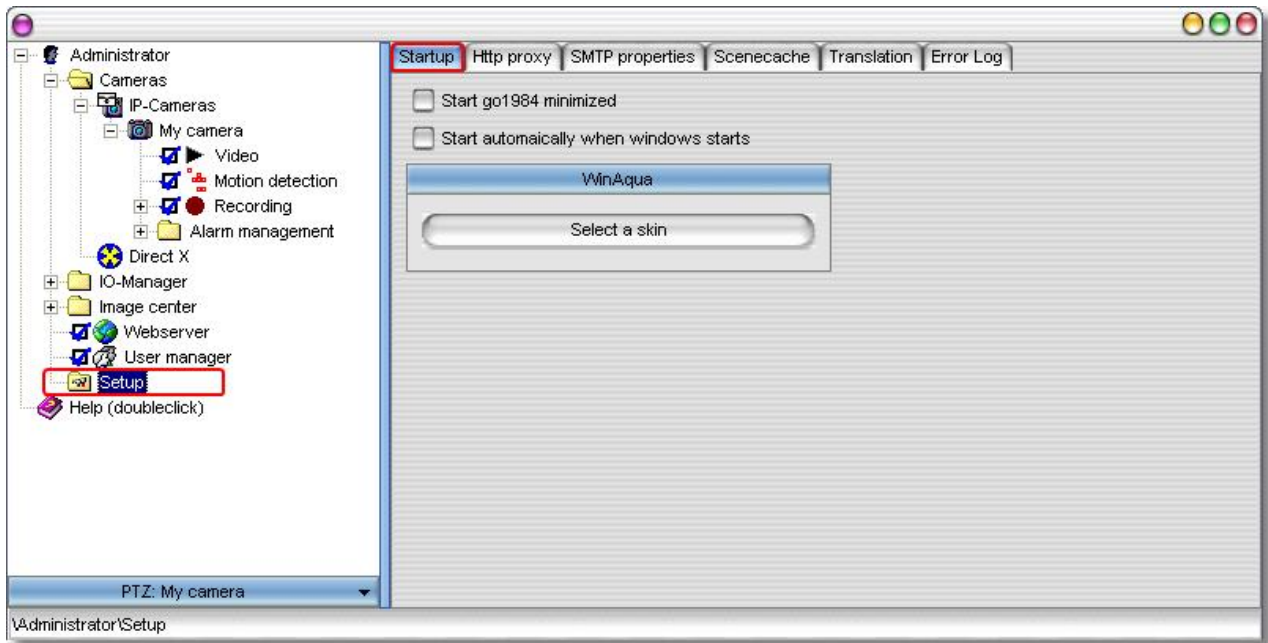 Administrator
Cameras
IP-Cameras
My camera
Video
Motion detection
Recording
Alarm management
Direct X
IO-Manager
Image center
Webserver
User manager
Setup
Help (doubleclick)
PTZ: My camera
Startup Http proxy SMTP properties Scenecache Translation Error Log
Start go1984 minimized
Start automaically when windows starts
WinAqua
Select a skin
\Administrator\Setup